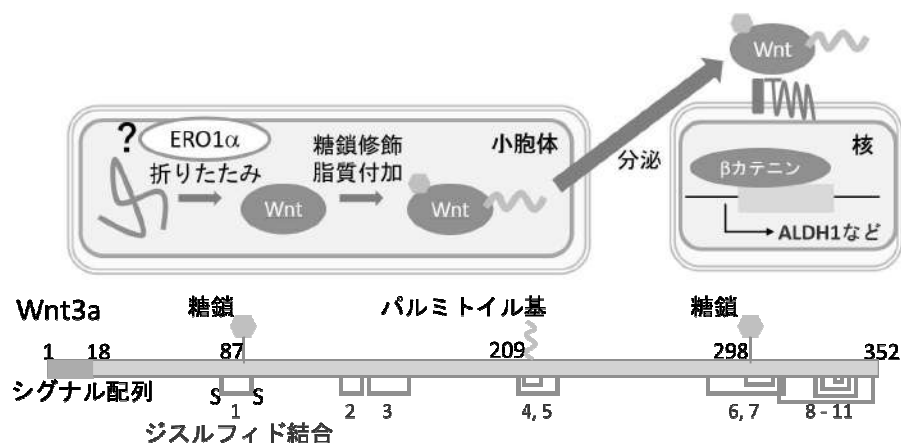 Wnt
?
ERO1α
折りたたみ
糖鎖修飾
脂質付加
小胞体
Wnt
Wnt
分泌
核
βカテニン
ALDH1など
Wnt3a
糖鎖
パルミトイル基
糖鎖
1
18
87
209
298
352
シグナル配列
S
S
1
2
3
4, 5
6, 7
8 - 11
ジスルフィド結合